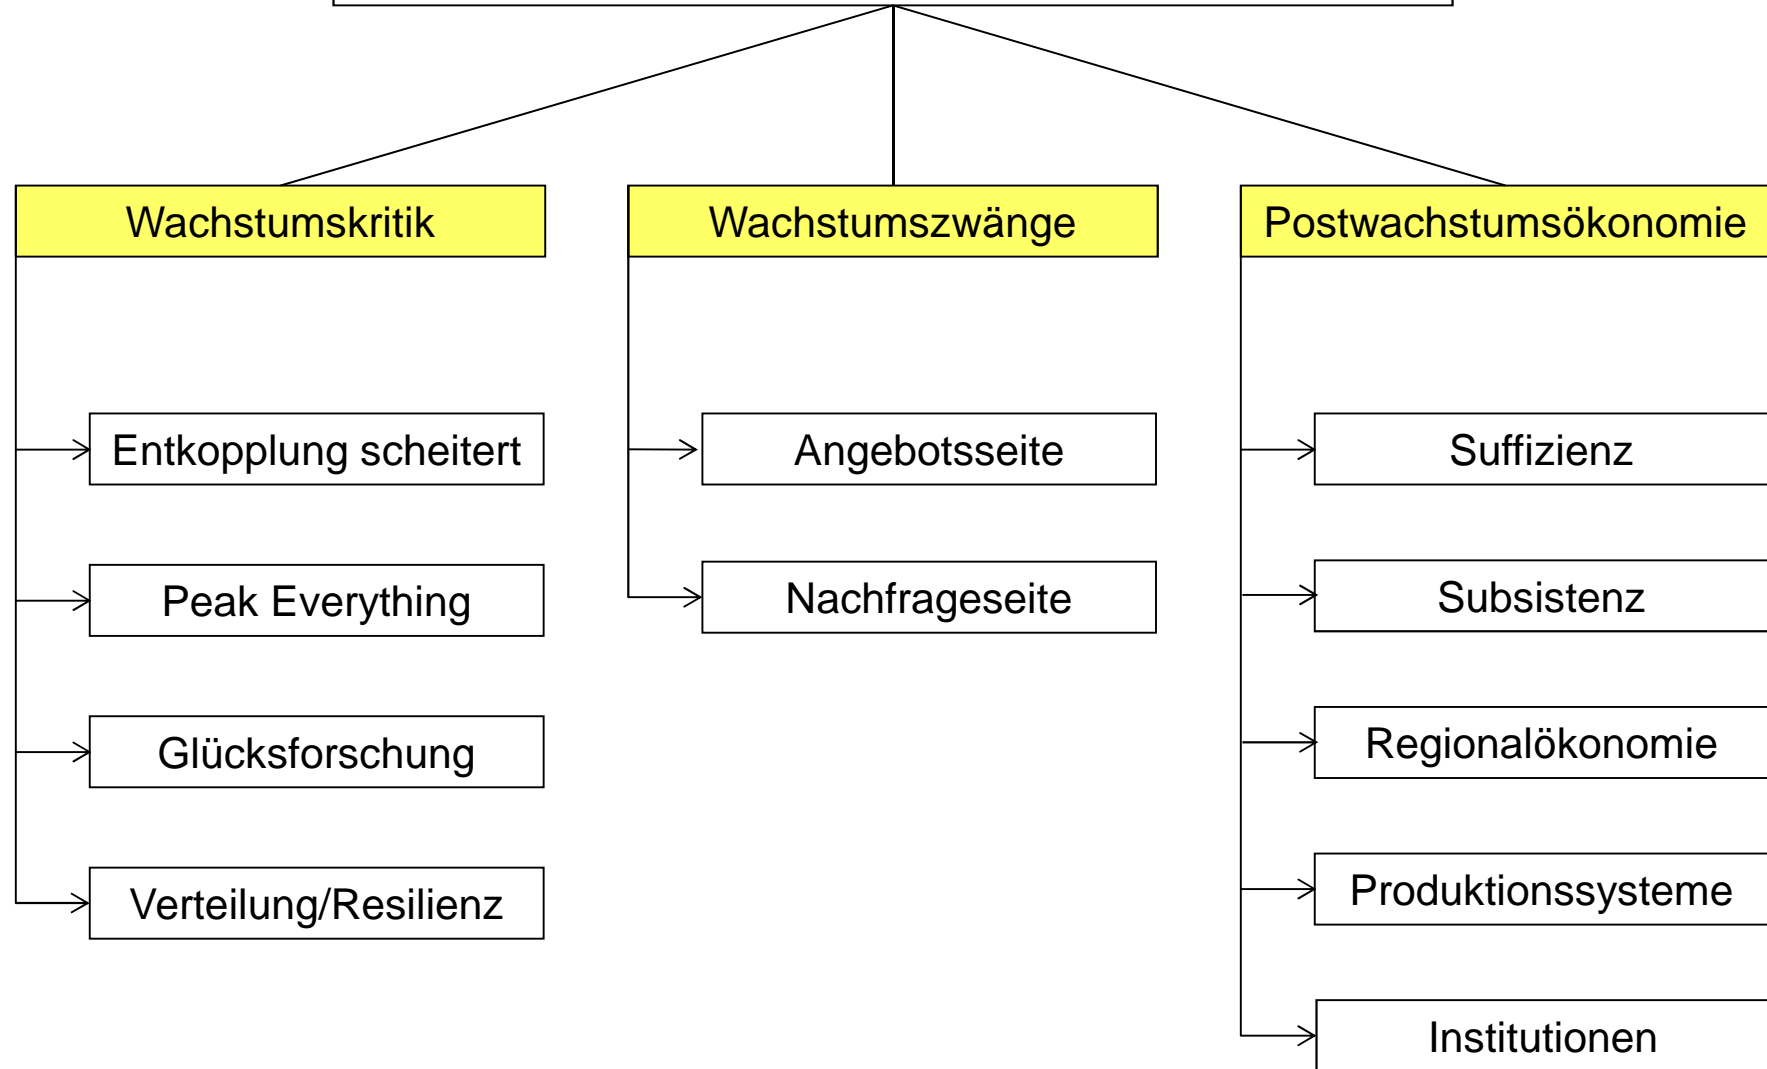 Wachstumskritik
Wachstumszwänge
Postwachstumsökonomie
Entkopplung scheitert
Angebotsseite
Suffizienz
Peak Everything
Nachfrageseite
Subsistenz
Glücksforschung
Regionalökonomie
Verteilung/Resilienz
Produktionssysteme
Institutionen